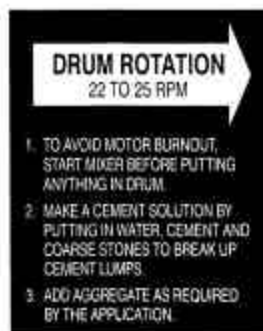 DRUM ROTATION
22 TO 25 RPM
1. TO AVOID MOTOR BURNOUT,
START MIXER BEFORE PUTTING
ANYTHING IN DRUM.
2. MAKE A CEMENT SOLUTION BY
PUTTING IN WATER, CEMENT AND
COARSE STONES TO BREAK UP
CEMENT LUMPS.
3. ADD AGGREGATE AS REQUIRED
BY THE APPLICATION.